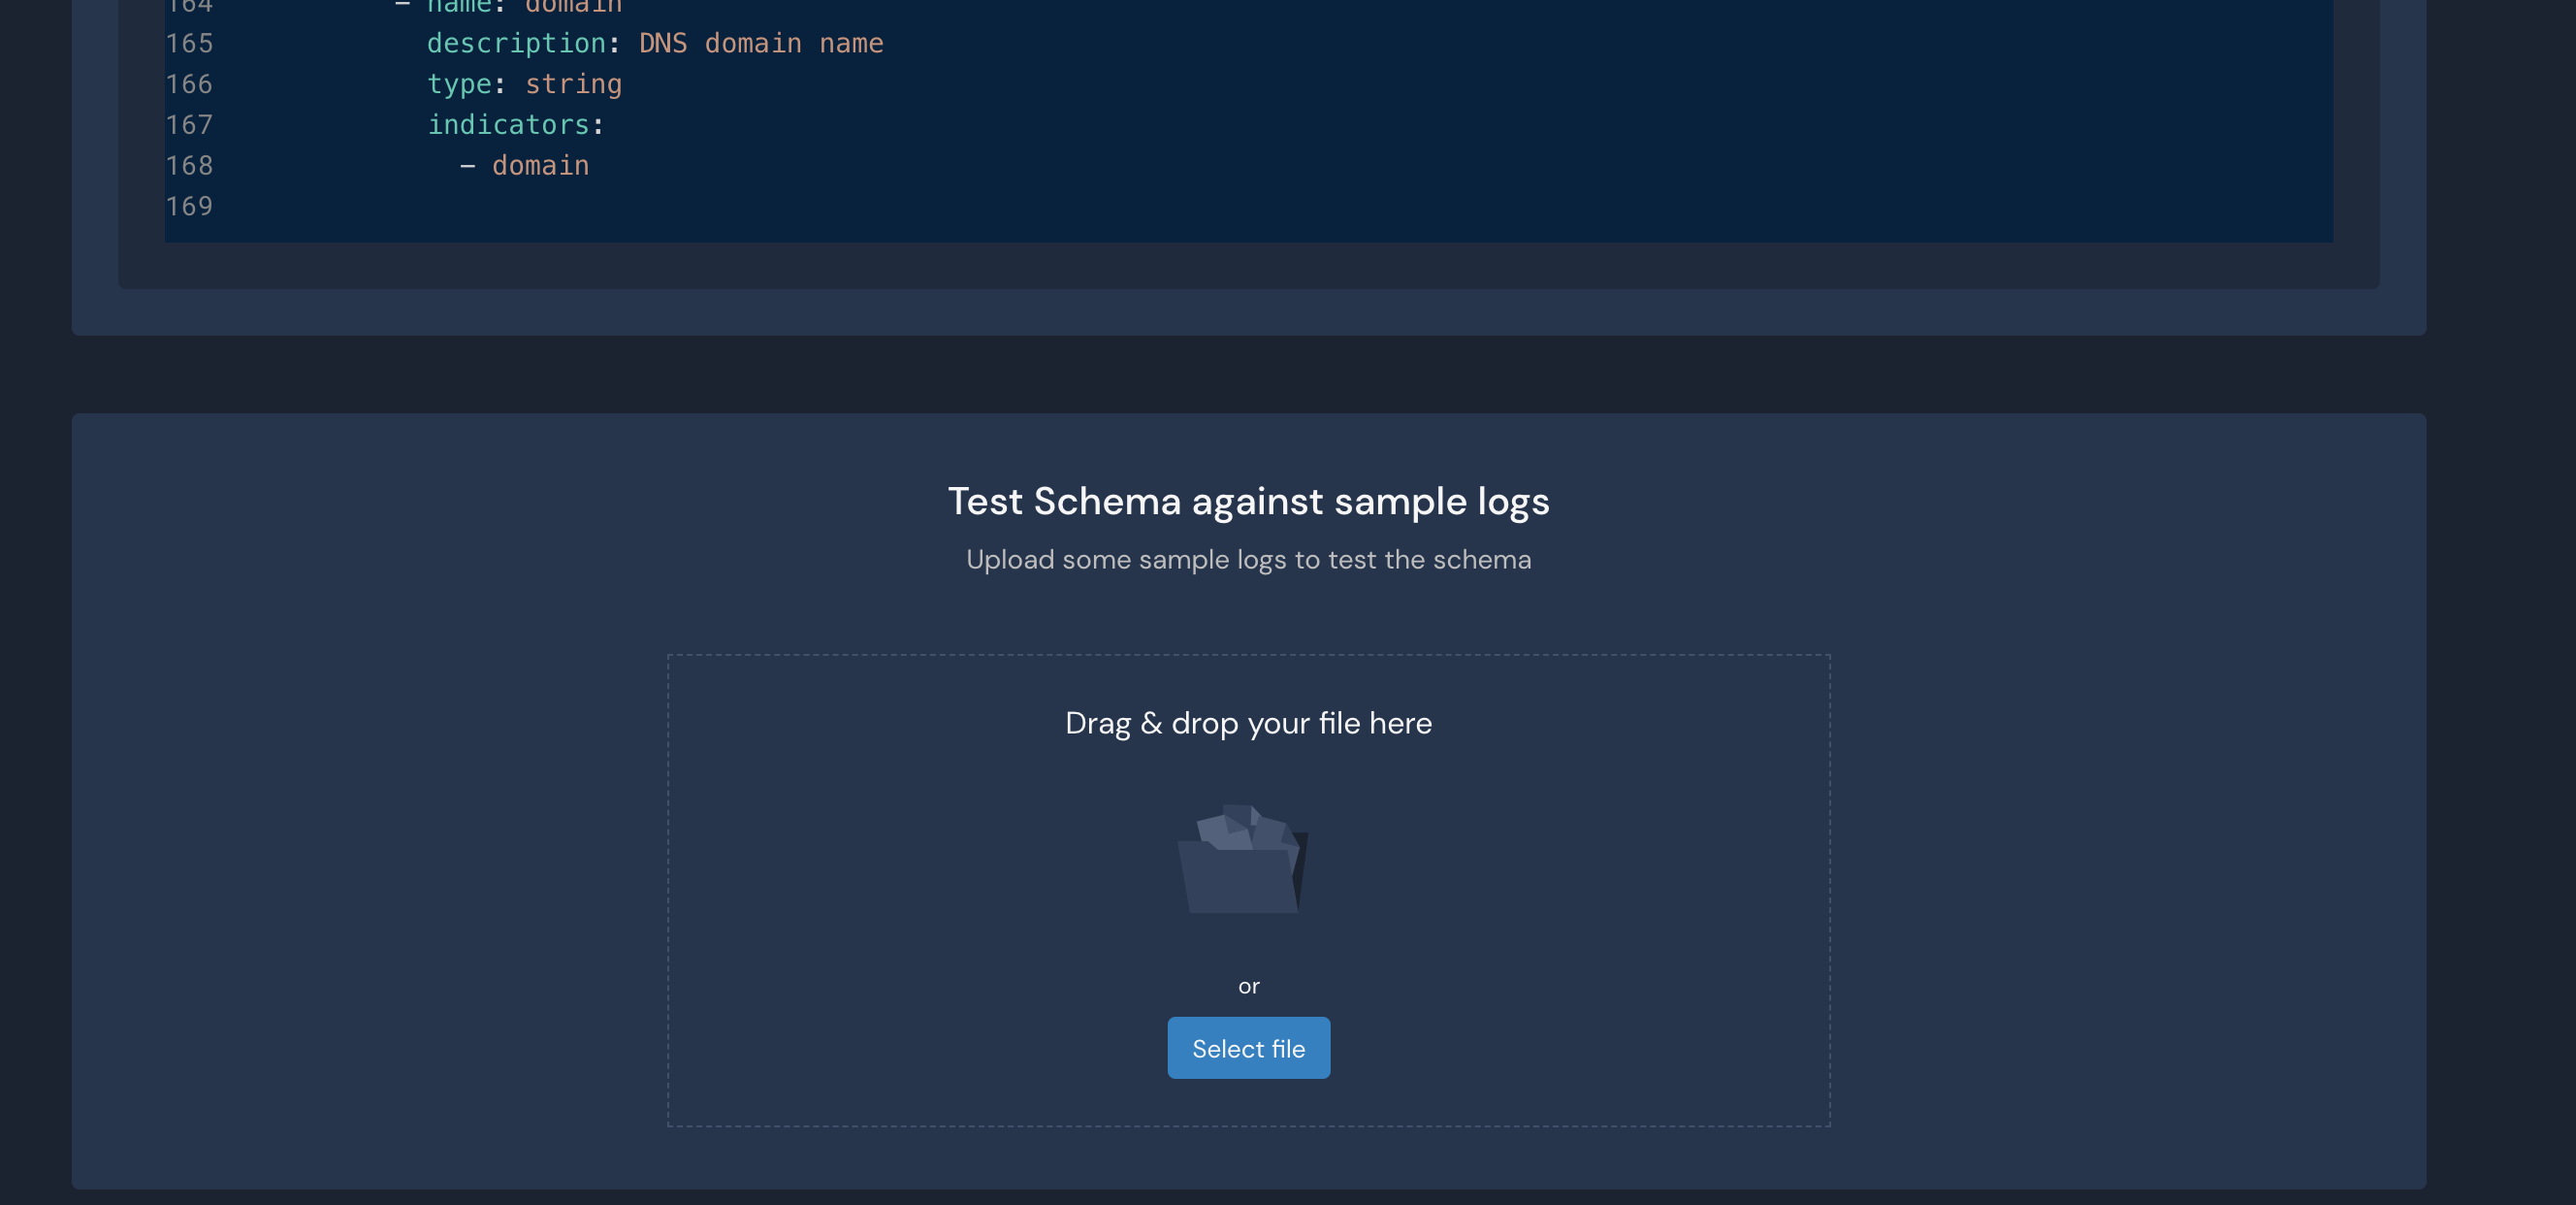 164 - name: domain
165 description: DNS domain name
166 type: string
167 indicators:
168 - domain
169
Test Schema against sample logs
Upload some sample logs to test the schema
Drag & drop your file here
or
Select file